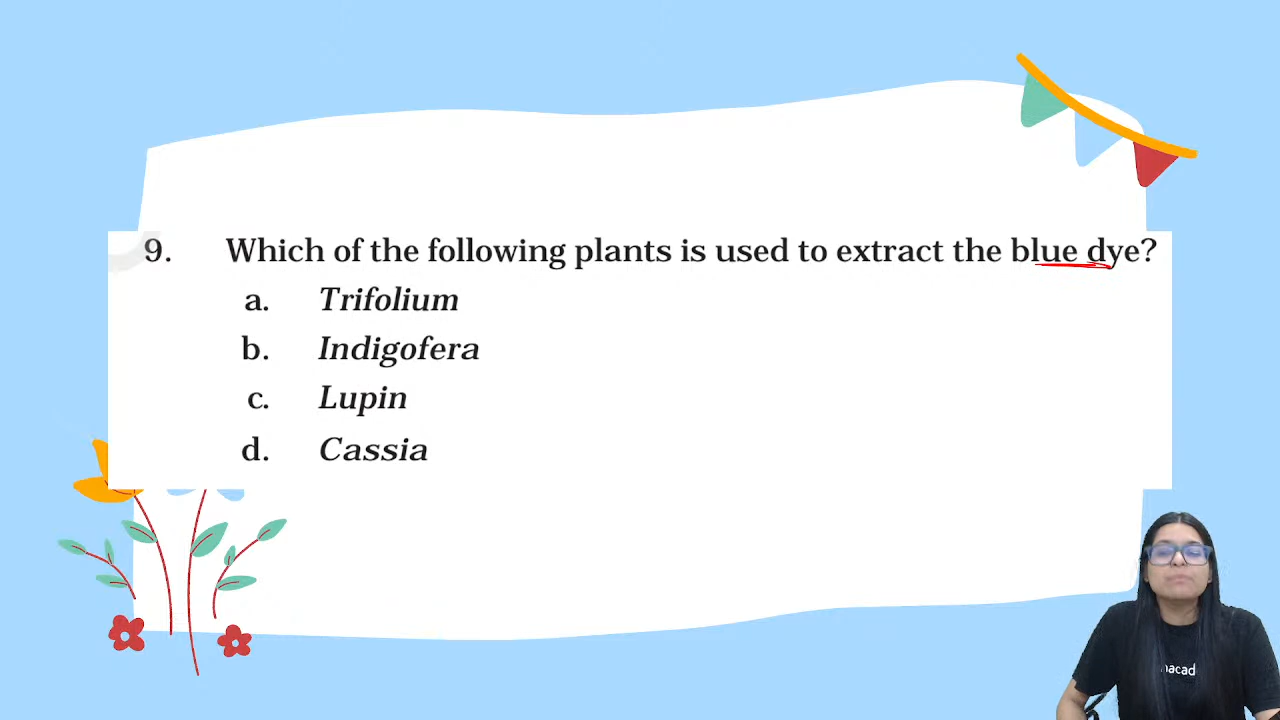 9. Which of the following plants is used to extract the blue dye?
a. Trifolium
b. Indigofera
c. Lupin
d. Cassia
nacad